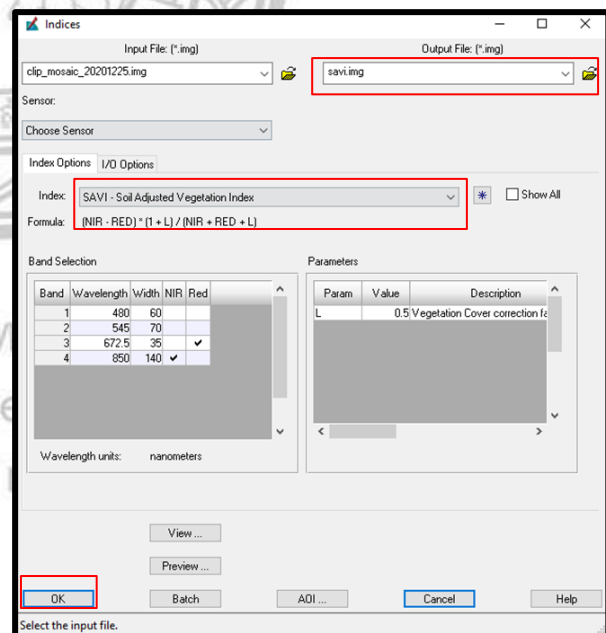 Indices
Input File: (*.img) Output File: (*.img)
clip_mosaic_20201225.img savi.img
Sensor:
Choose Sensor
Index Options I/O Options
Index: SAVI - Soil Adjusted Vegetation Index * Show All
Formula: (NIR - RED) * (1 + L) / (NIR + RED + L)
Band Selection Parameters
Band Wavelength Width NIR Red Param Value Description
1 480 60 L 0.5 Vegetation Cover correction fa
2 545 70
3 672.5 35 ✔
4 850 140 ✔
Wavelength units: nanometers
View ...
Preview ...
OK Batch AOI ... Cancel Help
Select the input file.